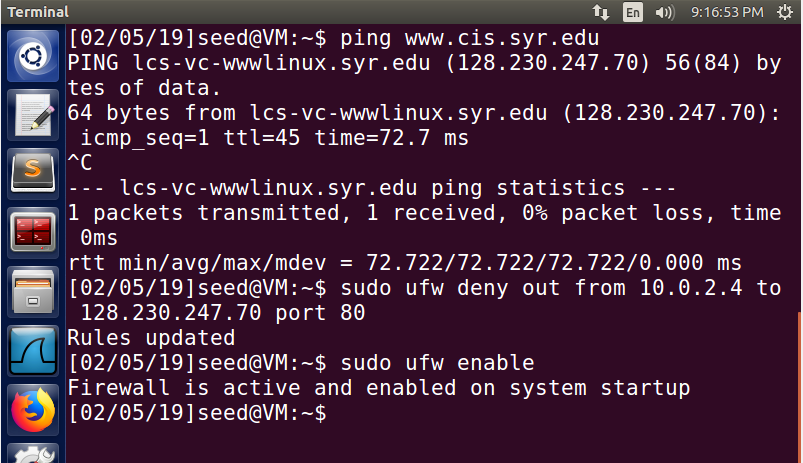 Terminal En 9:16:53 PM
[02/05/19]seed@VM:~$ ping www.cis.syr.edu
PING lcs-vc-wwwlinux.syr.edu (128.230.247.70) 56(84) by
tes of data.
64 bytes from lcs-vc-wwwlinux.syr.edu (128.230.247.70):
 icmp_seq=1 ttl=45 time=72.7 ms
^C
--- lcs-vc-wwwlinux.syr.edu ping statistics ---
1 packets transmitted, 1 received, 0% packet loss, time
 0ms
rtt min/avg/max/mdev = 72.722/72.722/72.722/0.000 ms
[02/05/19]seed@VM:~$ sudo ufw deny out from 10.0.2.4 to
 128.230.247.70 port 80
Rules updated
[02/05/19]seed@VM:~$ sudo ufw enable
Firewall is active and enabled on system startup
[02/05/19]seed@VM:~$